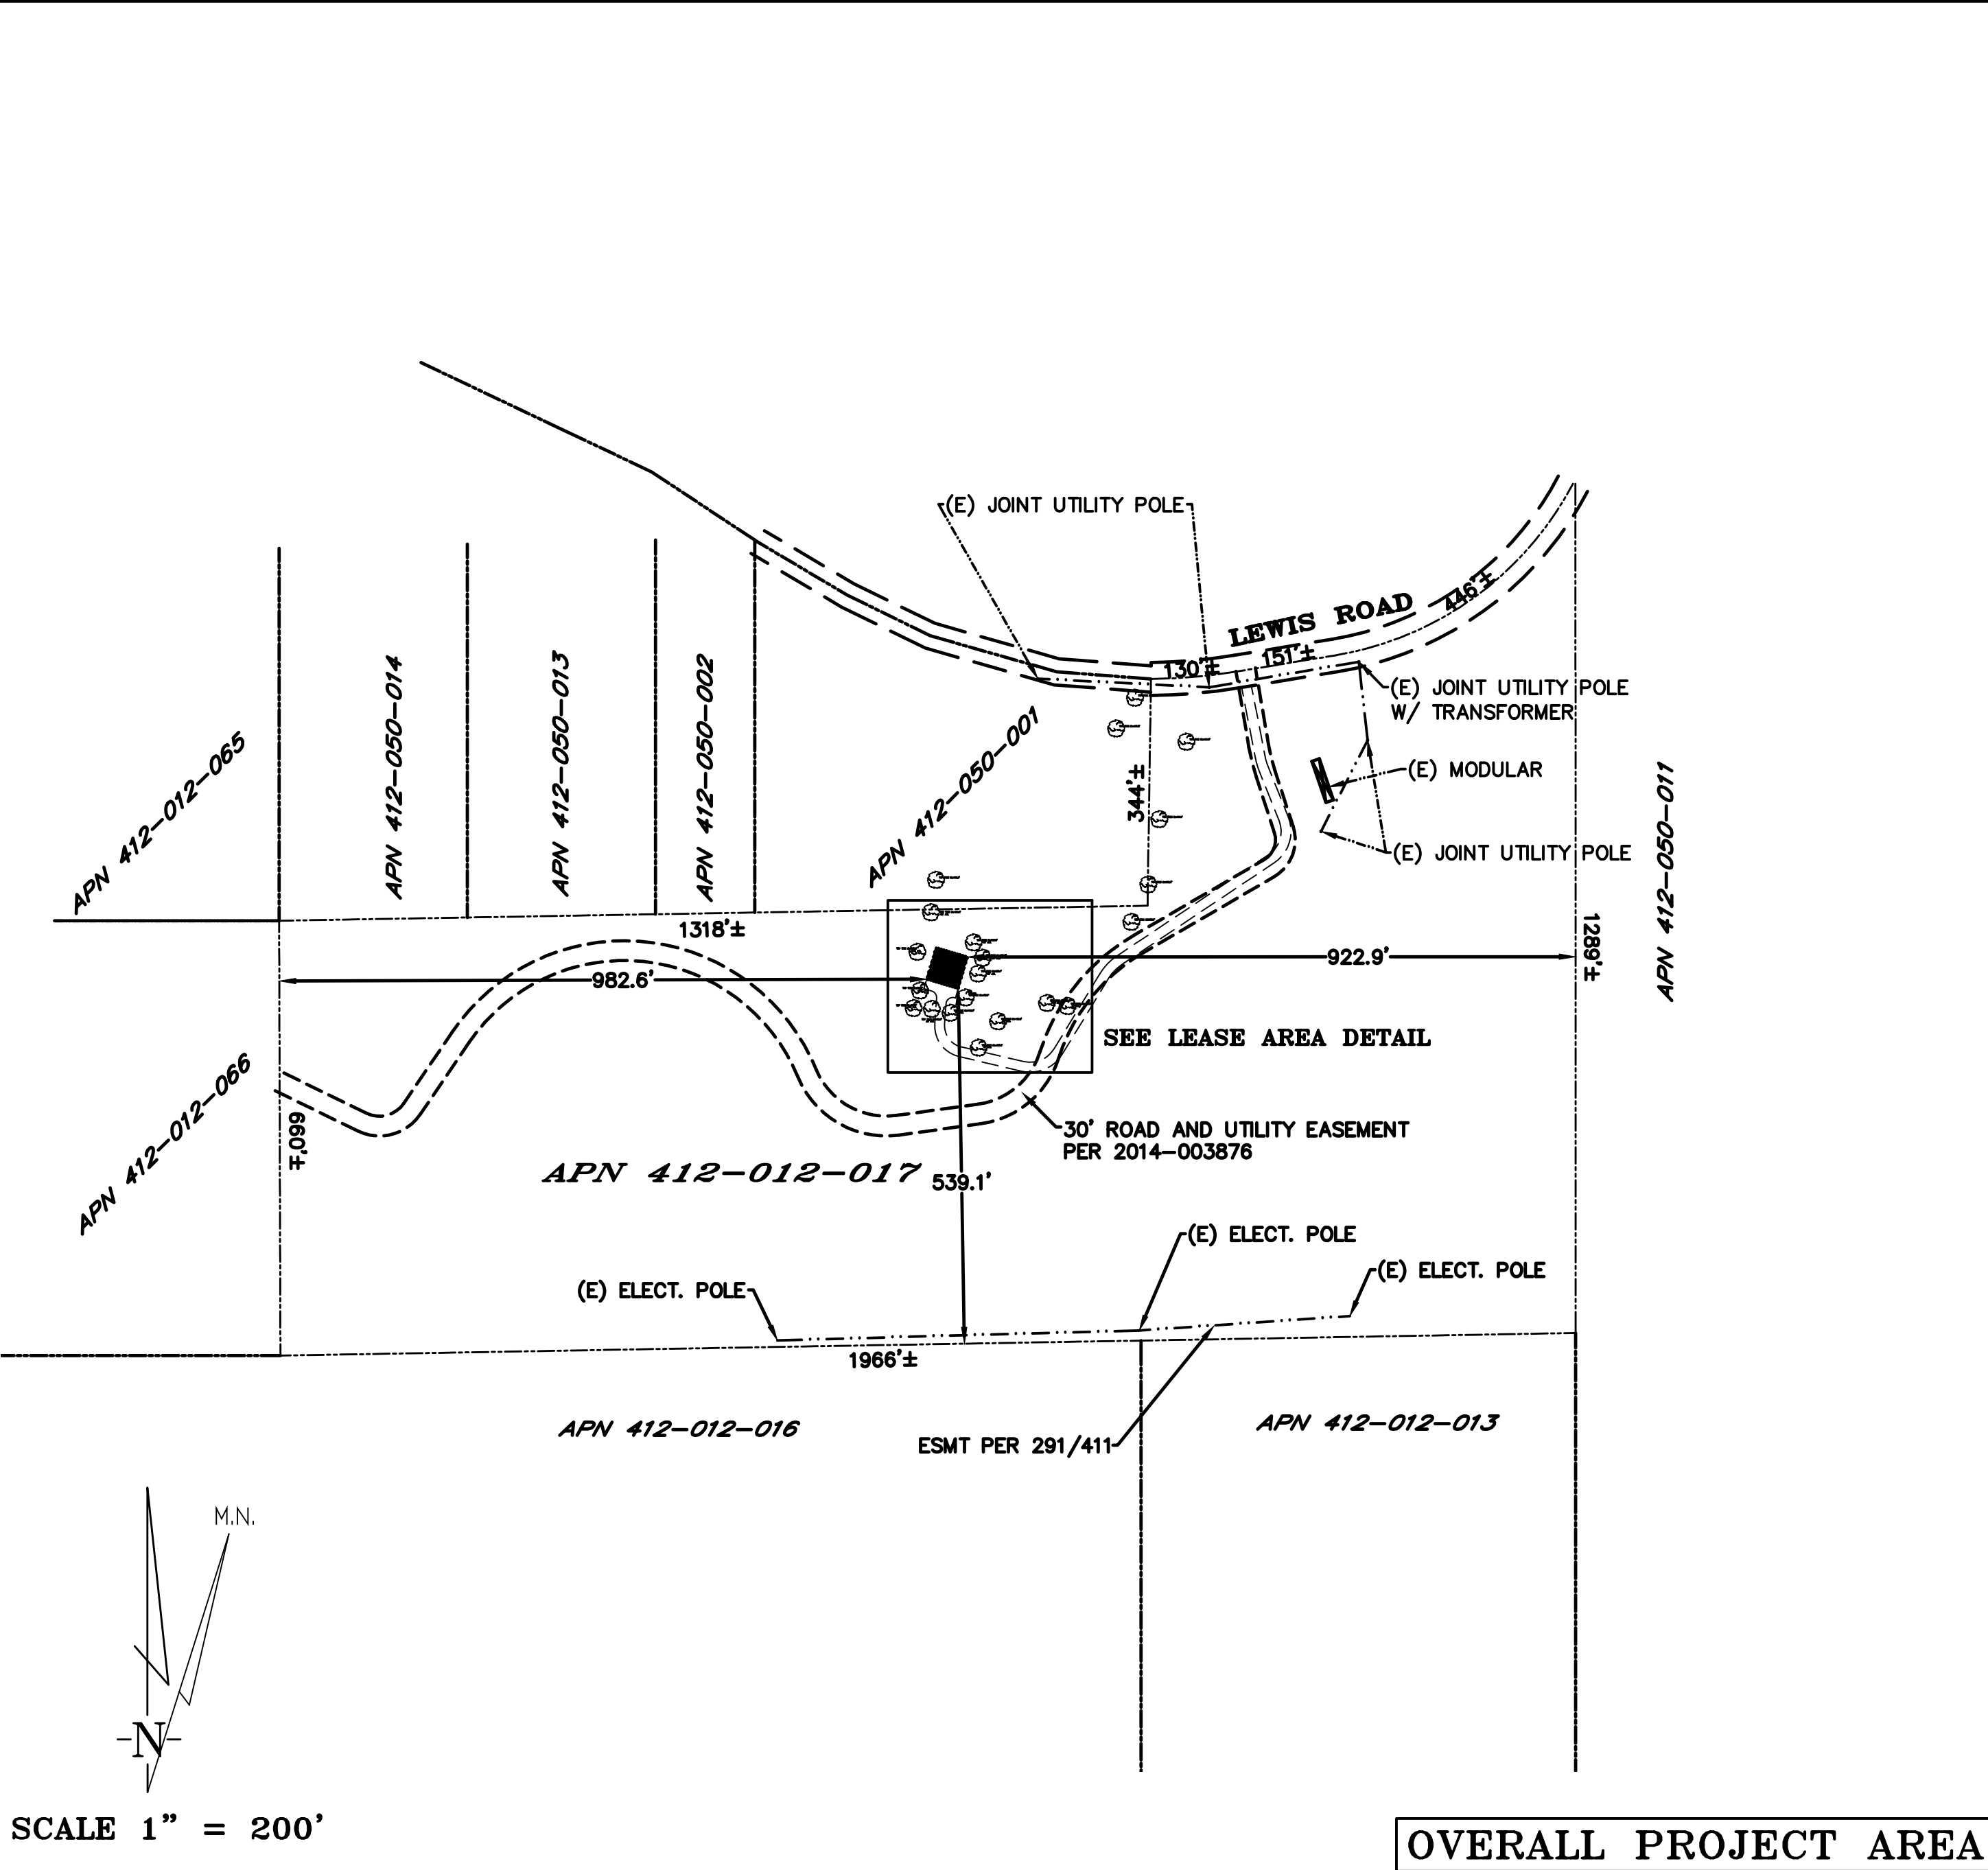 (E) JOINT UTILITY POLE
LEWIS ROAD
446'±
130'±
151'±
(E) JOINT UTILITY POLE
W/ TRANSFORMER
(E) MODULAR
(E) JOINT UTILITY POLE
APN 412-012-065
APN 412-050-014
APN 412-050-013
APN 412-050-002
APN 412-050-001
344'±
APN 412-050-011
1318'±
982.6'
922.9'
1289'±
SEE LEASE AREA DETAIL
APN 412-012-066
660'±
30' ROAD AND UTILITY EASEMENT
PER 2014-003876
APN 412-012-017
539.1'
(E) ELECT. POLE
(E) ELECT. POLE
(E) ELECT. POLE
1966'±
APN 412-012-016
APN 412-012-013
ESMT PER 291/411
M.N.
N
SCALE 1" = 200'
OVERALL PROJECT AREA